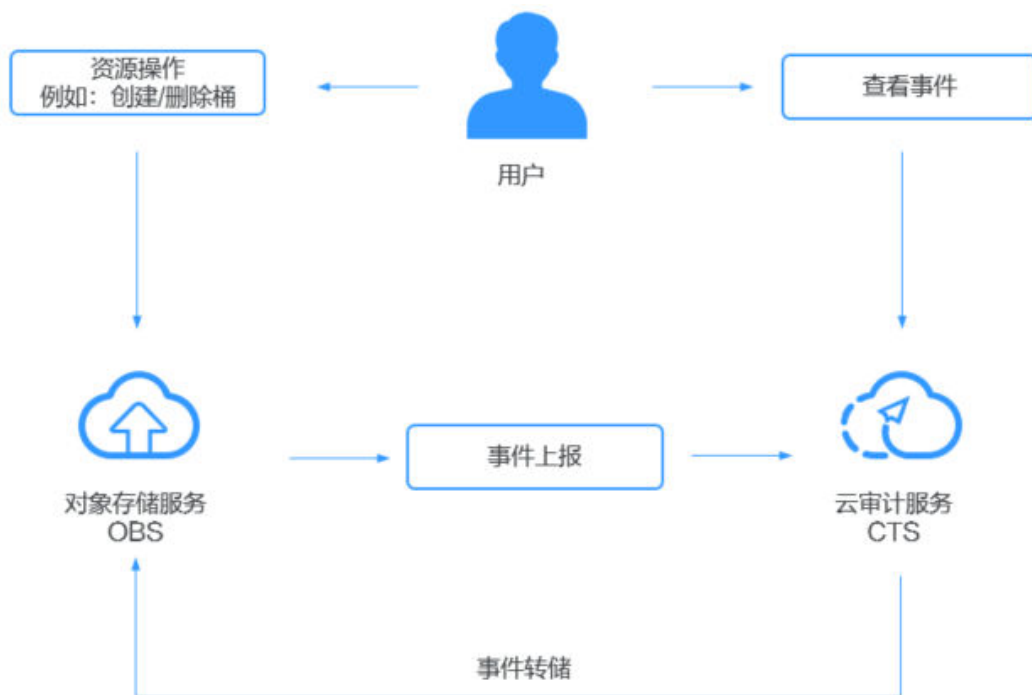 资源操作
例如：创建/删除桶
查看事件
用户
事件上报
对象存储服务
OBS
云审计服务
CTS
事件转储